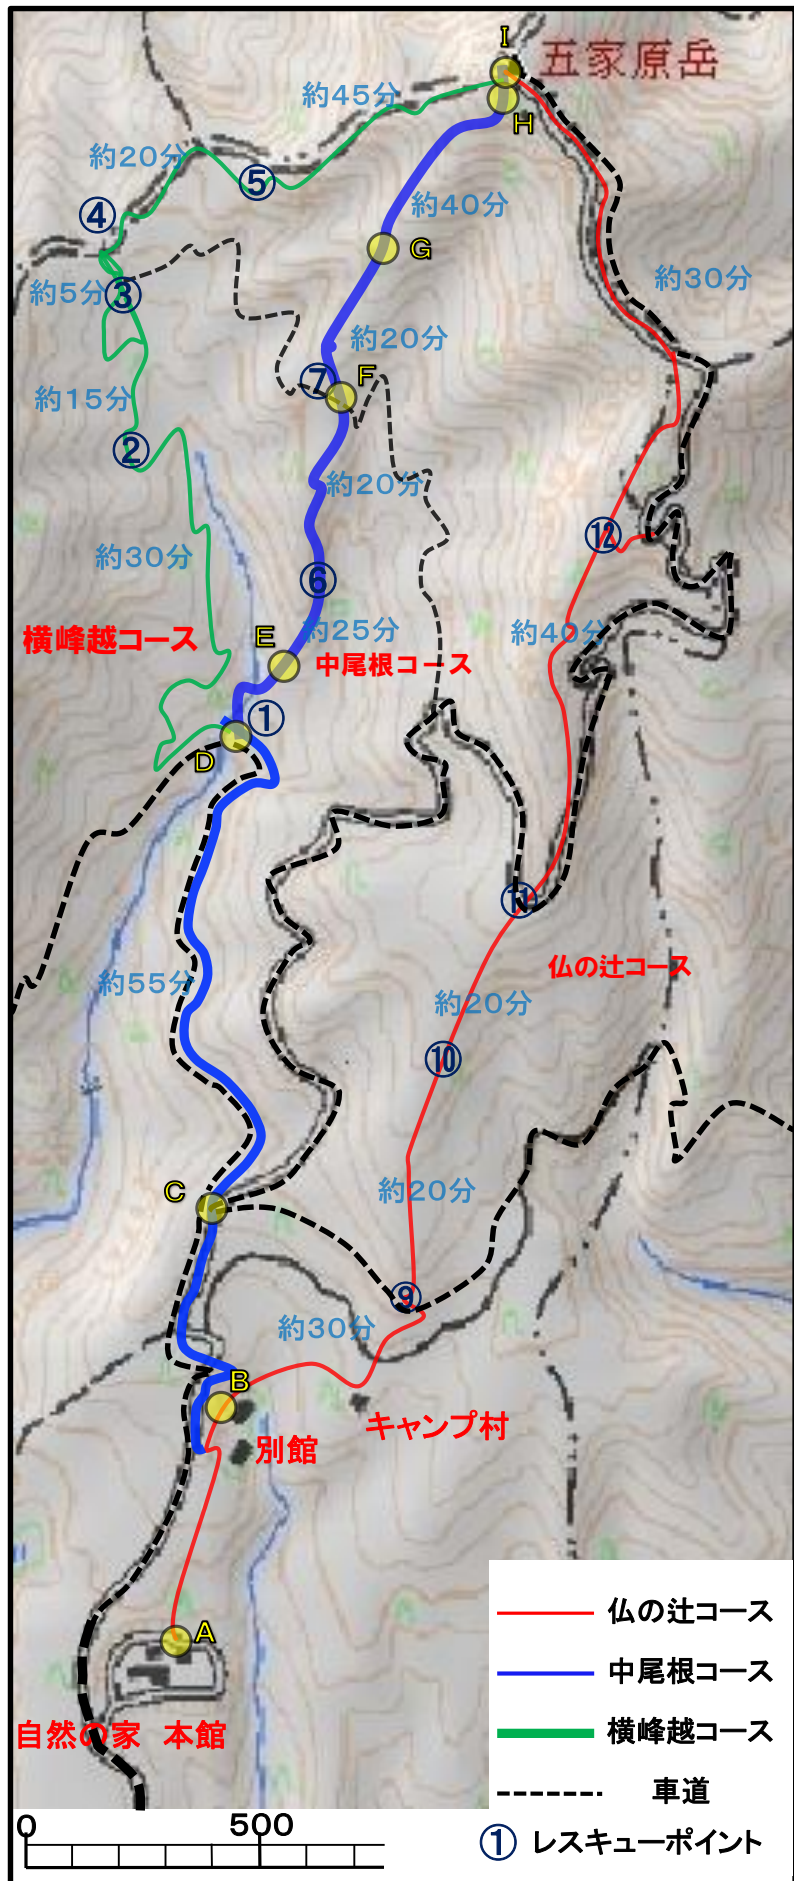 I
五家原岳
約45分
H
約20分
⑤
④
約40分
G
約30分
約5分
③
約20分
⑦
F
約15分
②
約20分
⑫
約30分
⑥
約25分
約40分
横峰越コース
E
中尾根コース
①
D
⑪
仏の辻コース
約55分
約20分
⑩
C
約20分
⑨
約30分
B
キャンプ村
別館
A
仏の辻コース
中尾根コース
自然の家 本館
横峰越コース
車道
0 500
① レスキューポイント